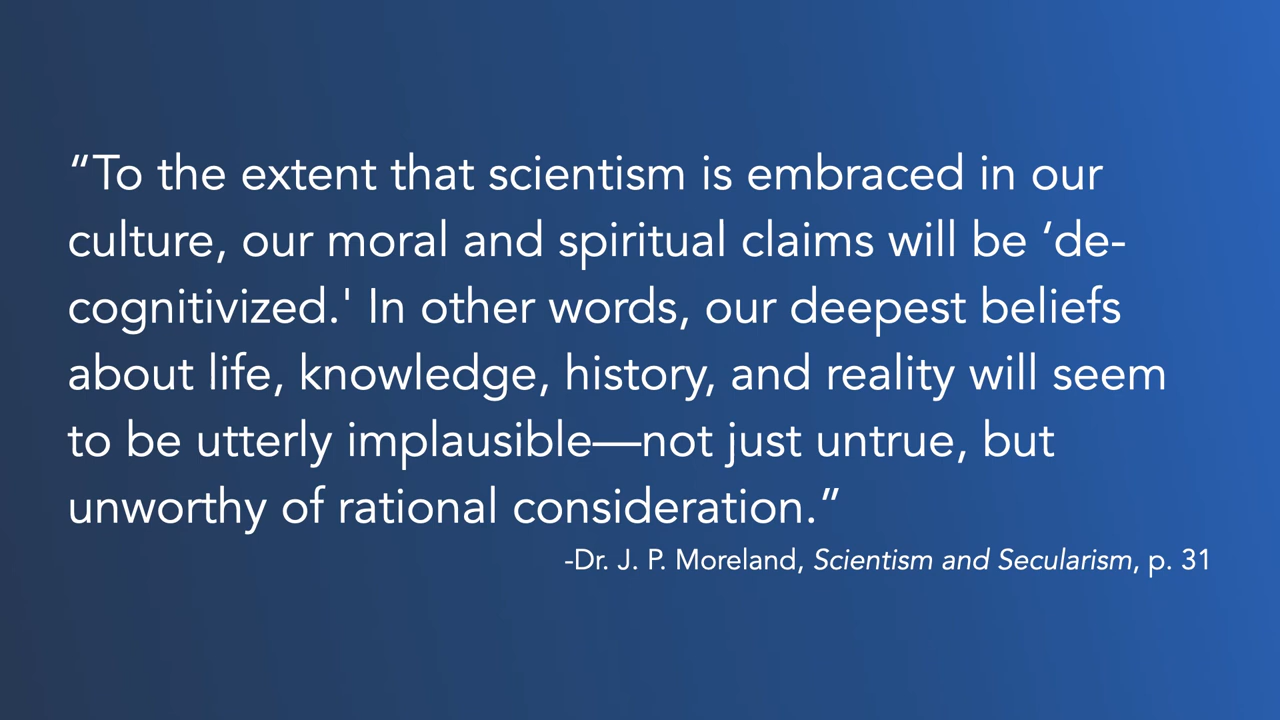 “To the extent that scientism is embraced in our
culture, our moral and spiritual claims will be ‘de-
cognitivized.' In other words, our deepest beliefs
about life, knowledge, history, and reality will seem
to be utterly implausible—not just untrue, but
unworthy of rational consideration.”
-Dr. J. P. Moreland, Scientism and Secularism, p. 31